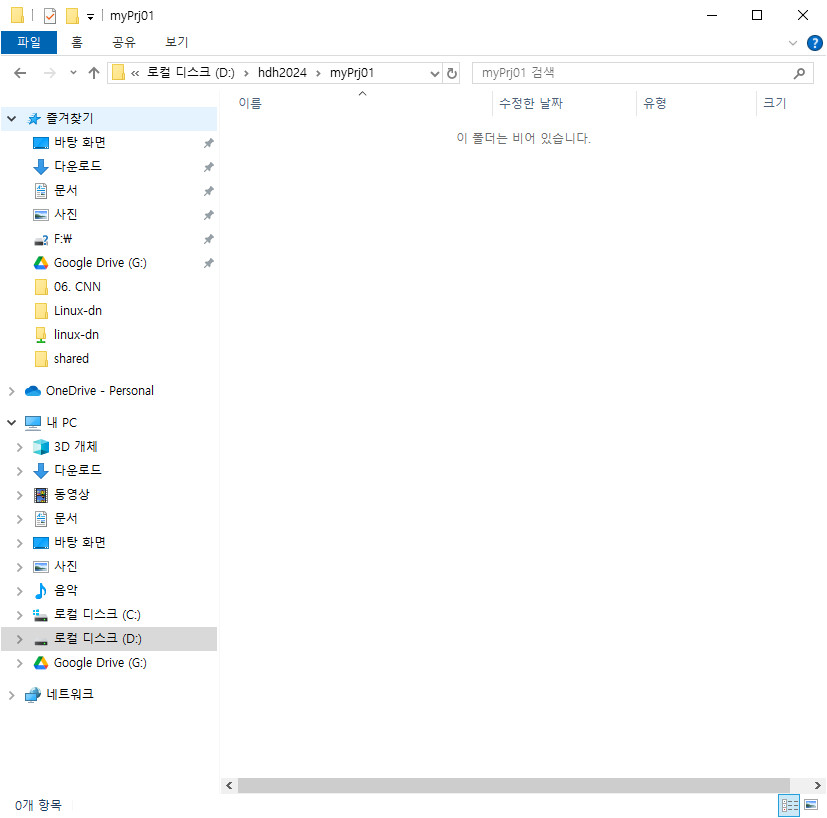 myPrj01
파일 홈 공유 보기
« 로컬 디스크 (D:) › hdh2024 › myPrj01
myPrj01 검색
이름 수정한 날짜 유형 크기
이 폴더는 비어 있습니다.
즐겨찾기
바탕 화면
다운로드
문서
사진
F:₩
Google Drive (G:)
06. CNN
Linux-dn
linux-dn
shared
OneDrive - Personal
내 PC
3D 개체
다운로드
동영상
문서
바탕 화면
사진
음악
로컬 디스크 (C:)
로컬 디스크 (D:)
Google Drive (G:)
네트워크
0개 항목